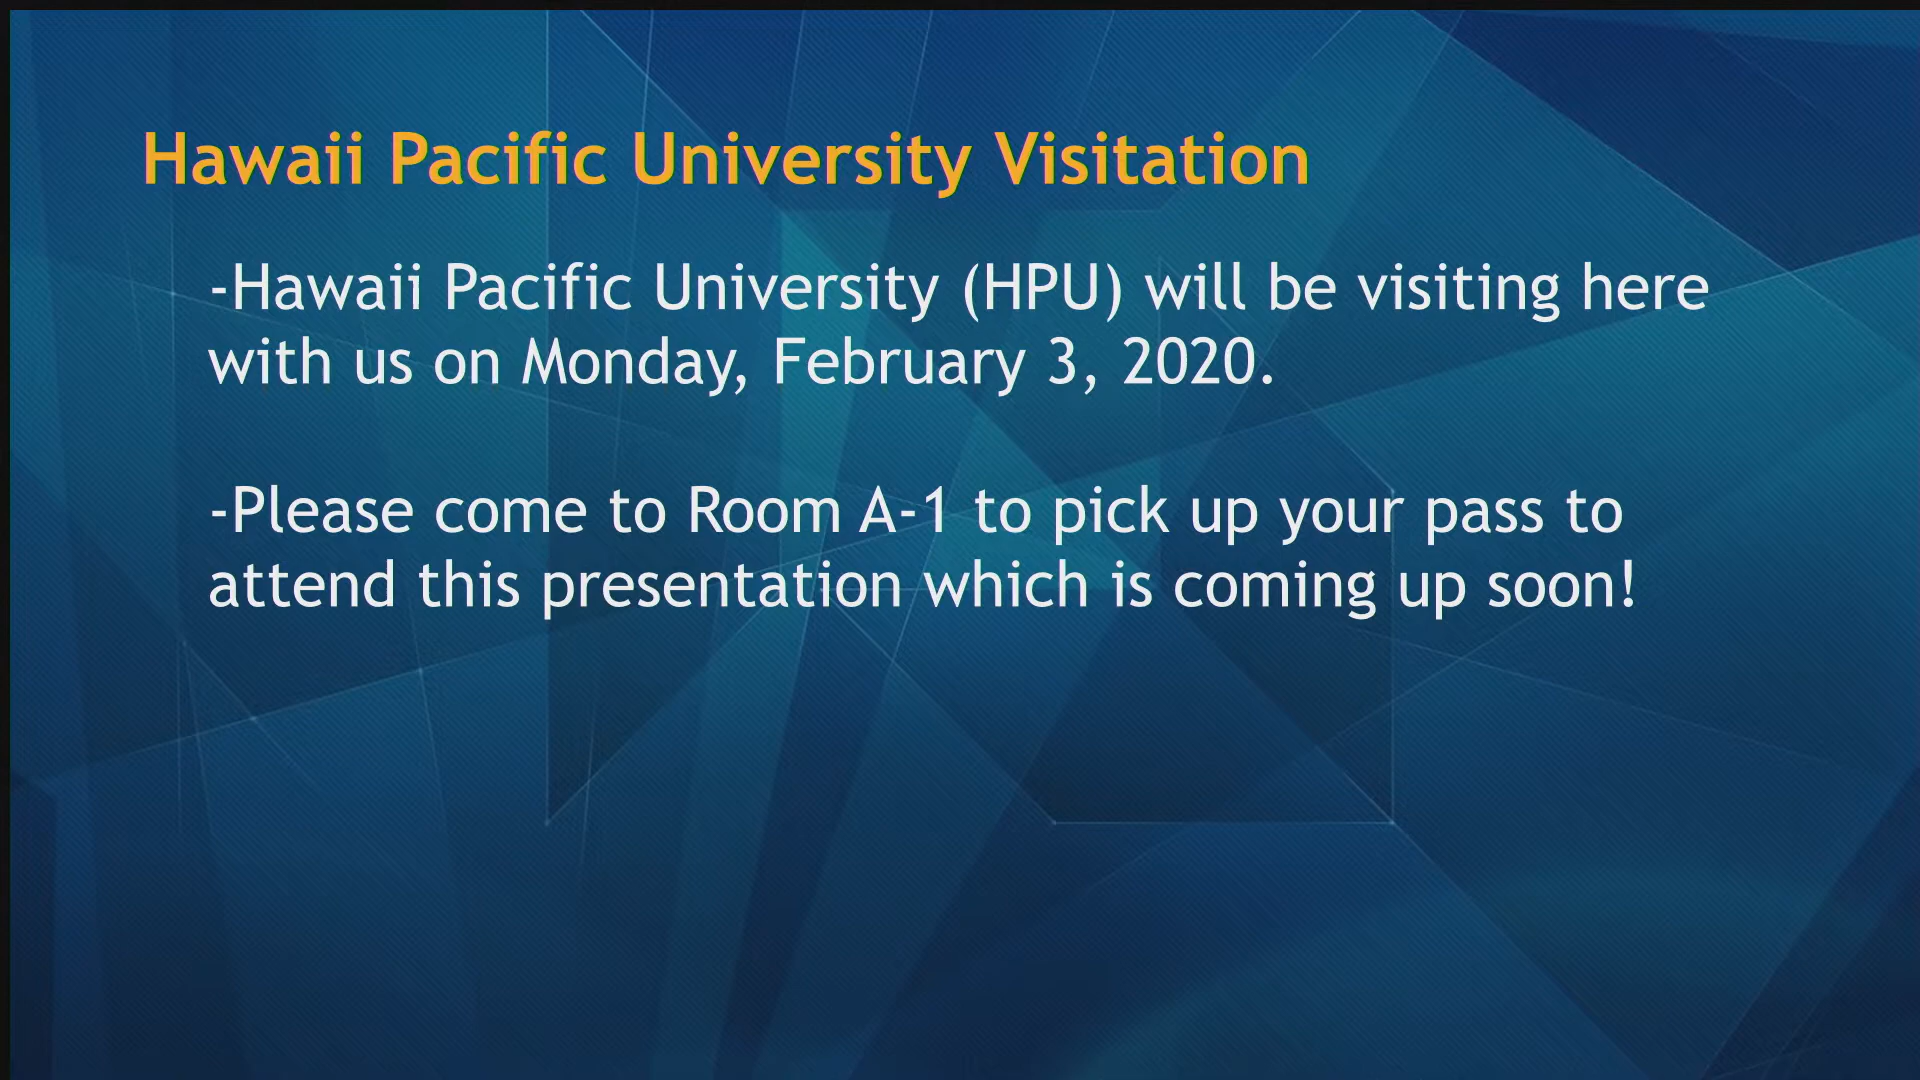 Hawaii Pacific University Visitation
-Hawaii Pacific University (HPU) will be visiting here
with us on Monday, February 3, 2020.
-Please come to Room A-1 to pick up your pass to
attend this presentation which is coming up soon!